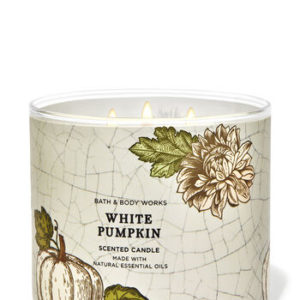 BATH & BODY WORKS
WHITE
PUMPKIN
SCENTED CANDLE
MADE WITH
NATURAL ESSENTIAL OILS